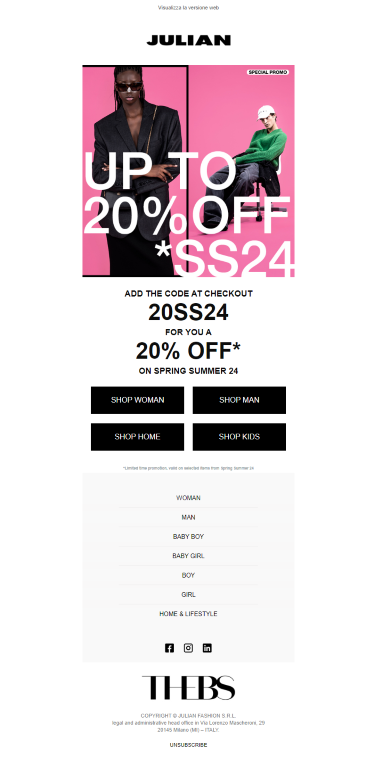 Visualizza la versione web
JULIAN
SPECIAL PROMO
UP TO
20%OFF
*SS24
ADD THE CODE AT CHECKOUT
20SS24
FOR YOU A
20% OFF*
ON SPRING SUMMER 24
SHOP WOMAN
SHOP MAN
SHOP HOME
SHOP KIDS
*Limited time promotion, valid on selected items from Spring Summer 24
WOMAN
MAN
BABY BOY
BABY GIRL
BOY
GIRL
HOME & LIFESTYLE
THEBS
COPYRIGHT © JULIAN FASHION S.R.L.
legal and administrative head office in Via Lorenzo Mascheroni, 29
20145 Milano (MI) – ITALY.
UNSUBSCRIBE